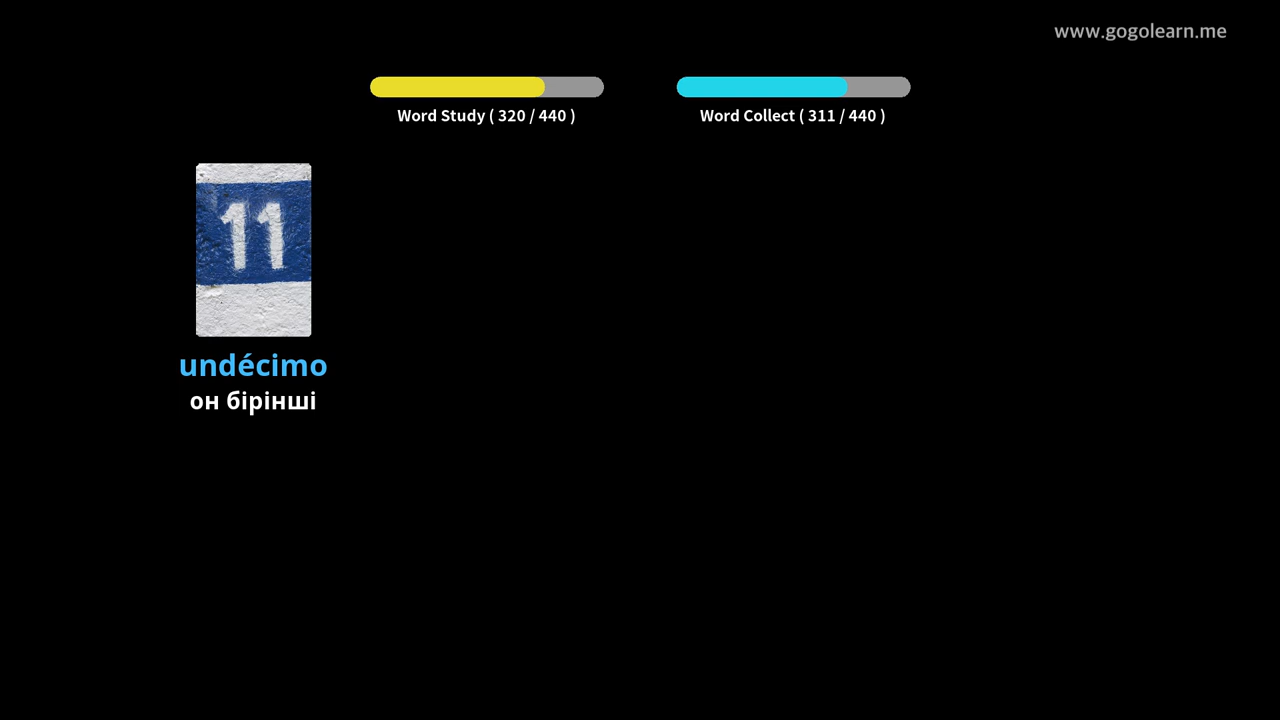 www.gogolearn.me
Word Study ( 320 / 440 )
Word Collect ( 311 / 440 )
11
undécimo
он бірінші